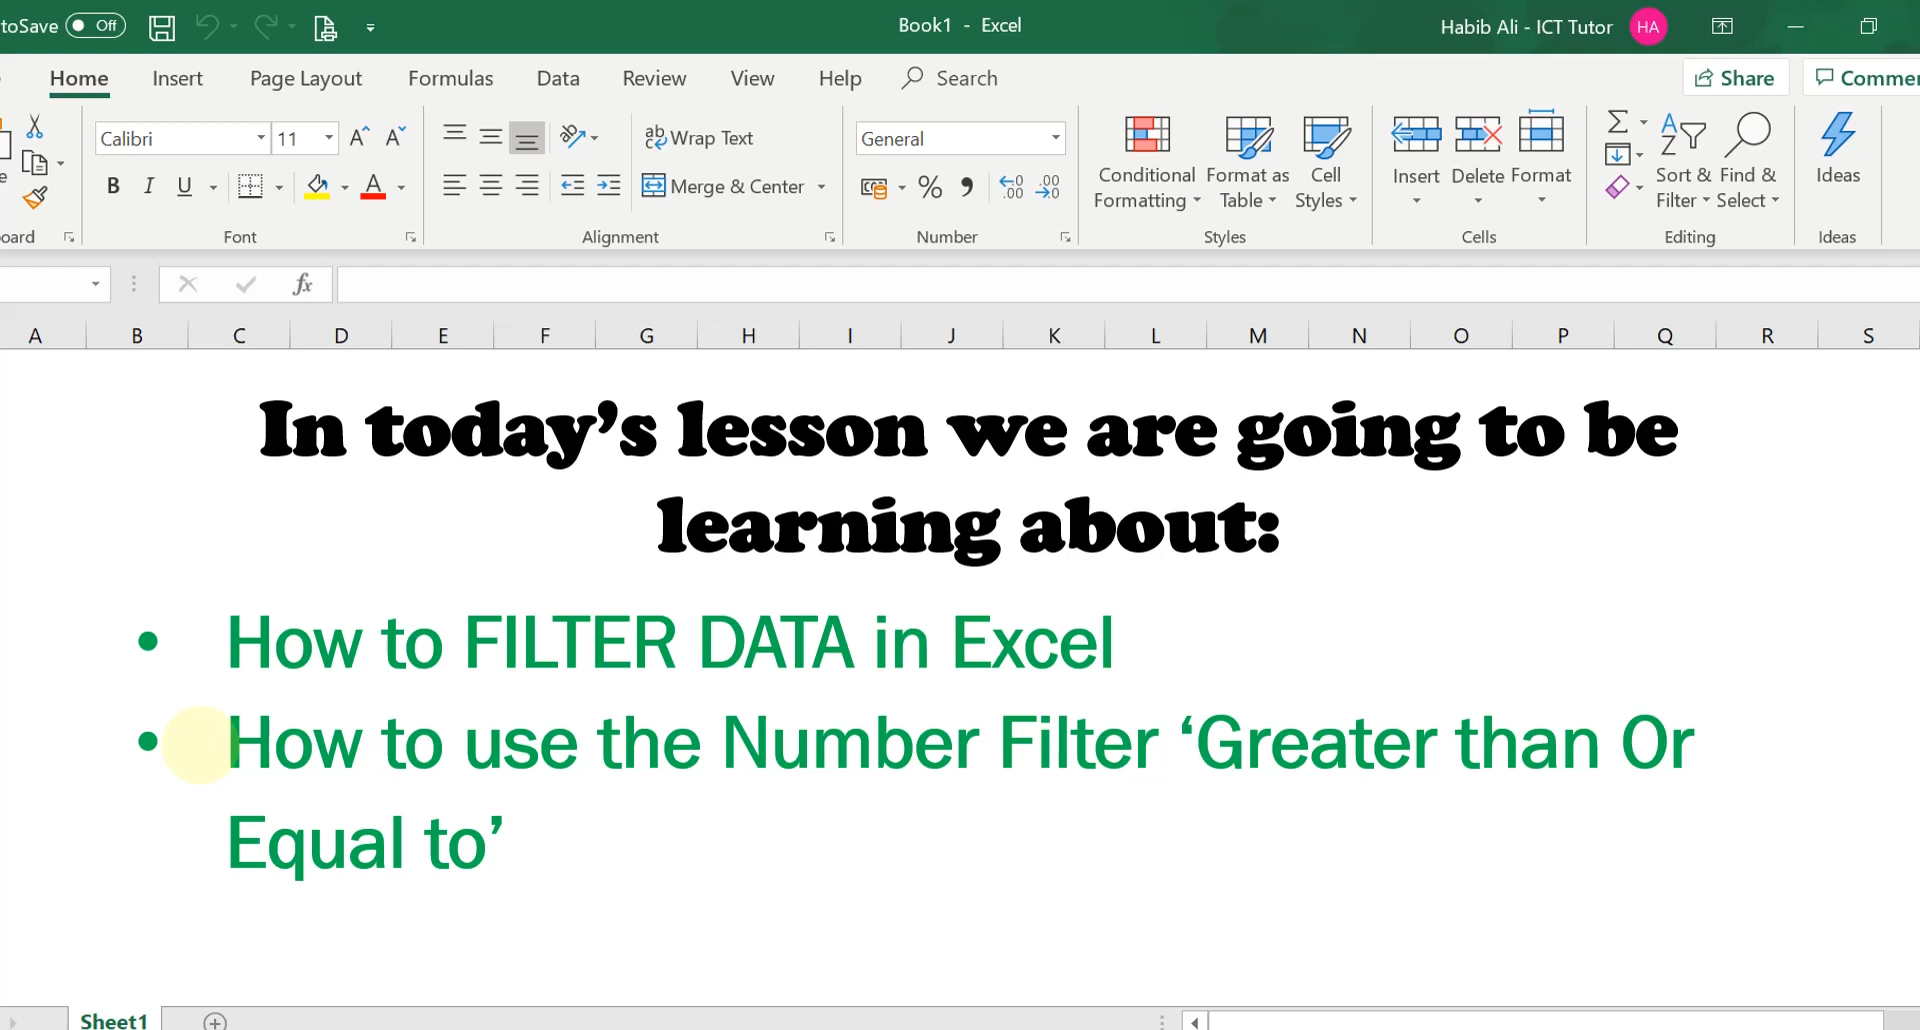 toSave Off Book1 - Excel Habib Ali - ICT Tutor HA
Home Insert Page Layout Formulas Data Review View Help Search Share Commer
Calibri 11 A A ab Wrap Text General
B I U A Merge & Center % 
Conditional Formatting
Format as Table
Cell Styles
Insert Delete Format
Sort & Filter
Find & Select
Ideas
oard Font Alignment Number Styles Cells Editing Ideas
fx
A B C D E F G H I J K L M N O P Q R S
In today’s lesson we are going to be
learning about:
• How to FILTER DATA in Excel
• How to use the Number Filter ‘Greater than Or
Equal to’
Sheet1